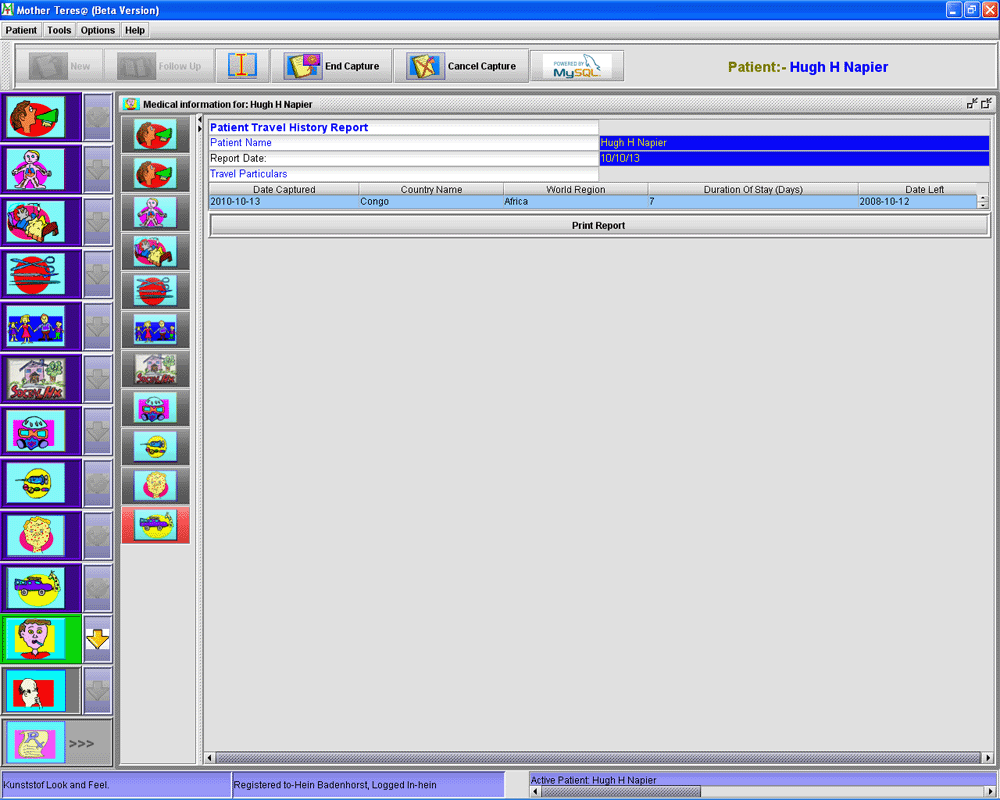 Mother Teres@ (Beta Version)
Patient Tools Options Help
New Follow Up End Capture Cancel Capture POWERED BY MySQL Patient:- Hugh H Napier
Medical information for: Hugh H Napier
Patient Travel History Report
Patient Name Hugh H Napier
Report Date: 10/10/13
Travel Particulars
Date Captured Country Name World Region Duration Of Stay (Days) Date Left
2010-10-13 Congo Africa 7 2008-10-12
Print Report
>>>
Kunststof Look and Feel. Registered to-Hein Badenhorst, Logged In-hein Active Patient: Hugh H Napier